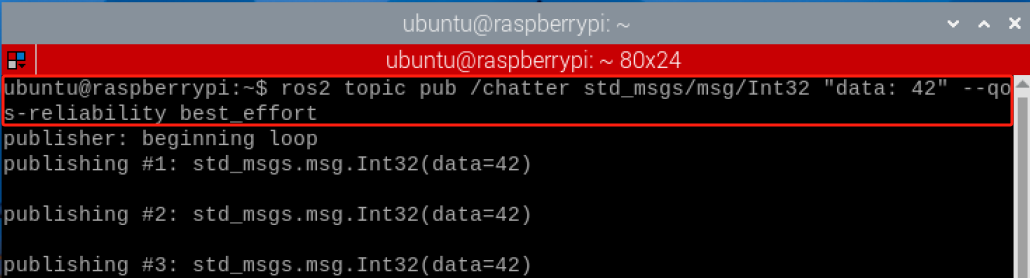 ubuntu@raspberrypi: ~
ubuntu@raspberrypi: ~ 80x24
ubuntu@raspberrypi:~$ ros2 topic pub /chatter std_msgs/msg/Int32 "data: 42" --qo
s-reliability best_effort
publisher: beginning loop
publishing #1: std_msgs.msg.Int32(data=42)
publishing #2: std_msgs.msg.Int32(data=42)
publishing #3: std_msgs.msg.Int32(data=42)